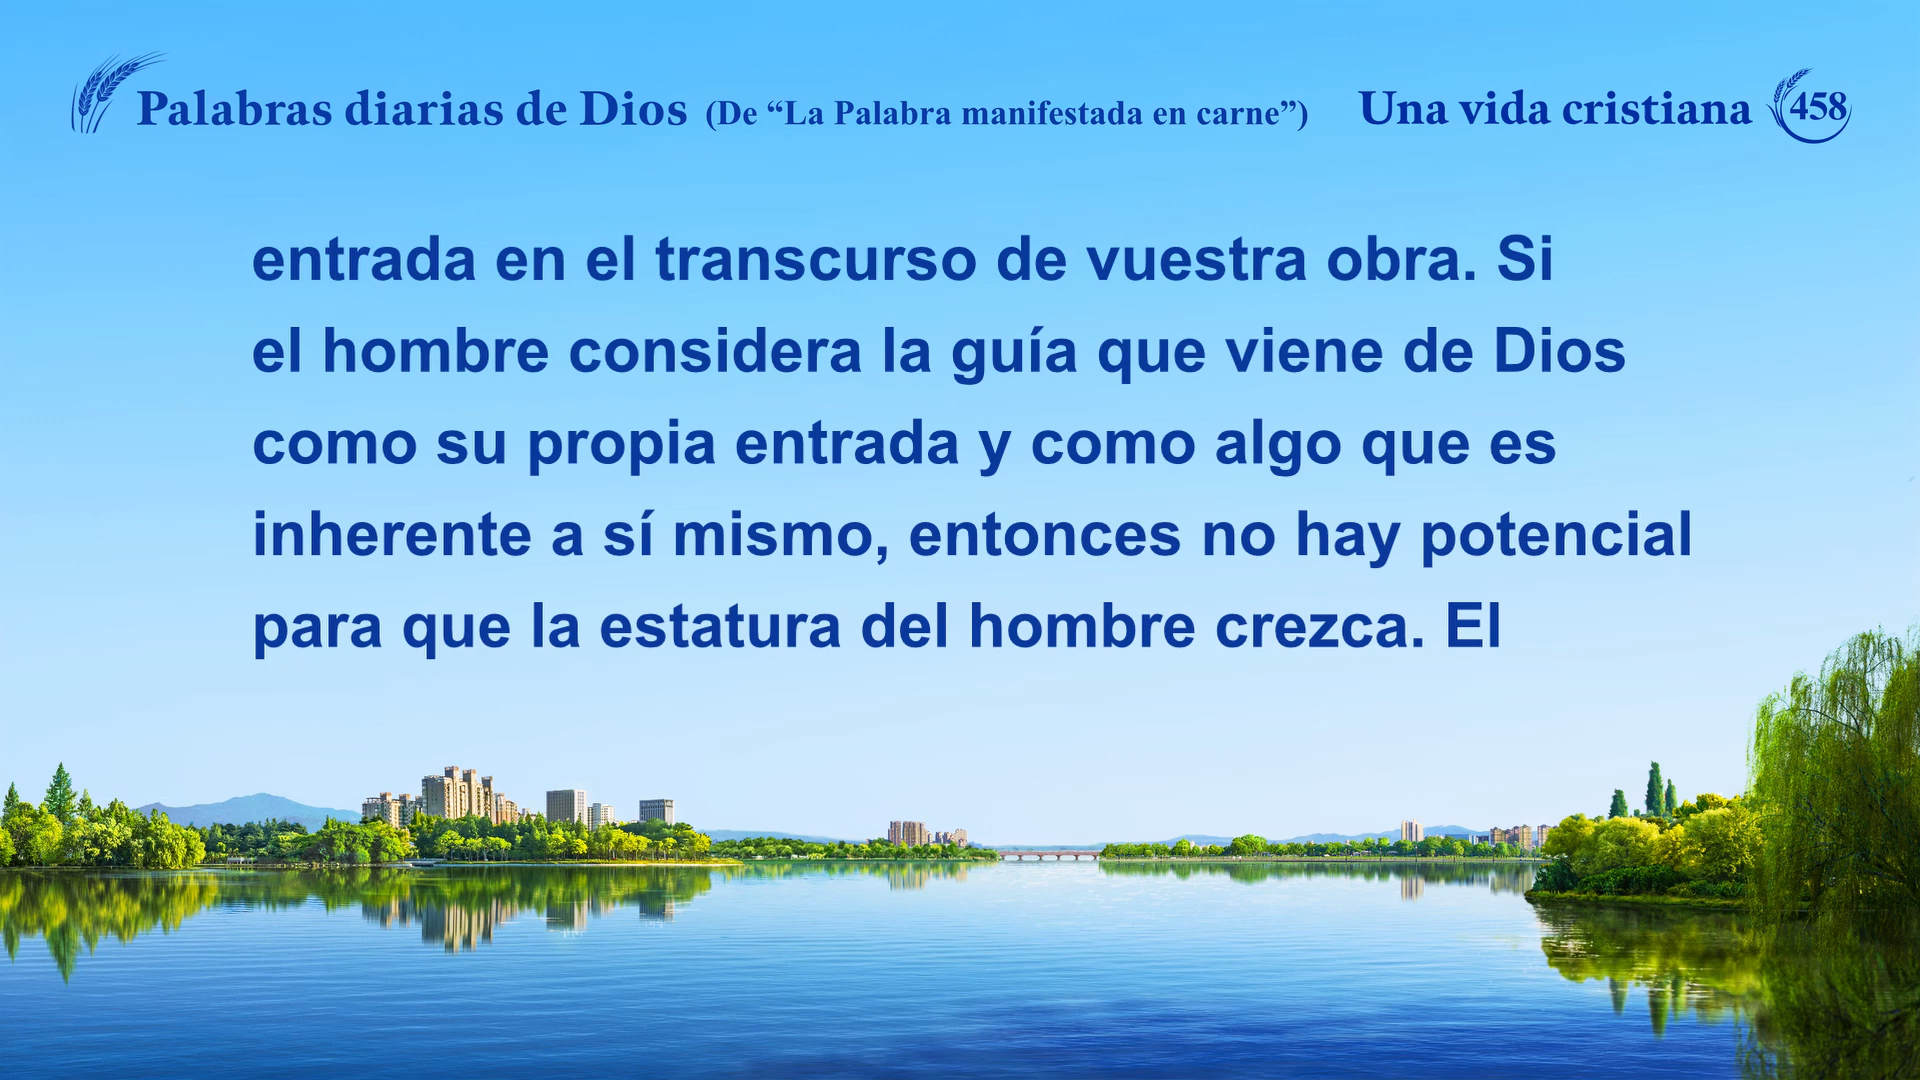 Palabras diarias de Dios (De “La Palabra manifestada en carne”) Una vida cristiana 458
entrada en el transcurso de vuestra obra. Si
el hombre considera la guía que viene de Dios
como su propia entrada y como algo que es
inherente a sí mismo, entonces no hay potencial
para que la estatura del hombre crezca. El